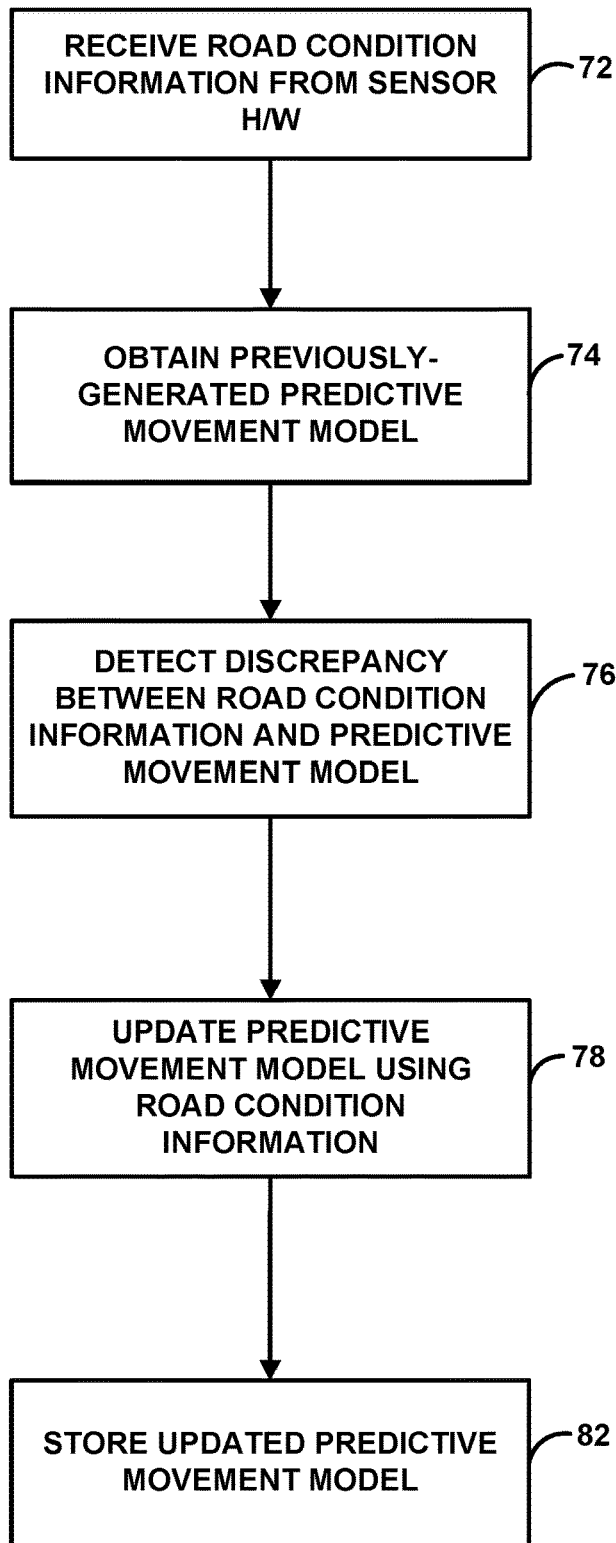 RECEIVE ROAD CONDITION
INFORMATION FROM SENSOR
H/W
72
OBTAIN PREVIOUSLY-
GENERATED PREDICTIVE
MOVEMENT MODEL
74
DETECT DISCREPANCY
BETWEEN ROAD CONDITION
INFORMATION AND PREDICTIVE
MOVEMENT MODEL
76
UPDATE PREDICTIVE
MOVEMENT MODEL USING
ROAD CONDITION
INFORMATION
78
STORE UPDATED PREDICTIVE
MOVEMENT MODEL
82